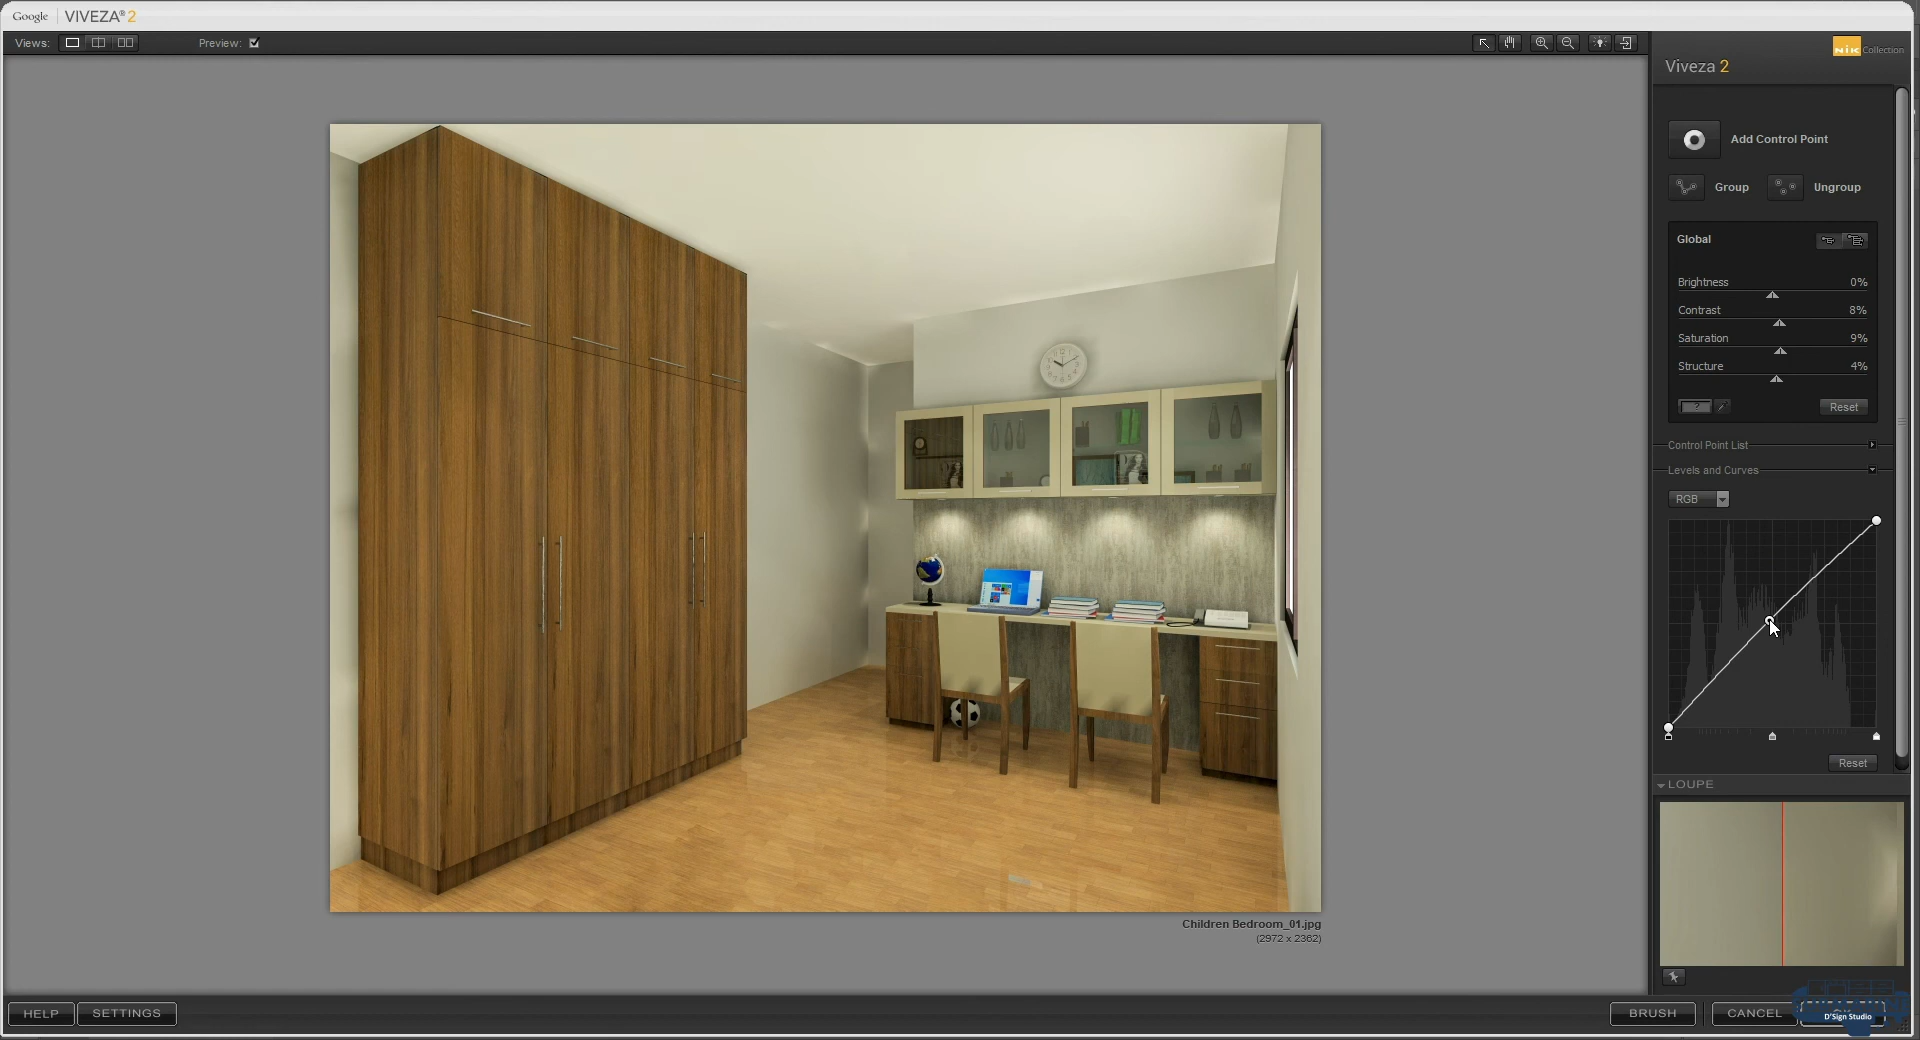 Google VIVEZA® 2
Views:
Preview:
Nik Collection
Viveza 2
Add Control Point
Group Ungroup
Global
Brightness 0%
Contrast 8%
Saturation 9%
Structure 4%
? Reset
Control Point List
Levels and Curves
RGB
Reset
LOUPE
Children Bedroom_01.jpg
(2972 x 2362)
HELP SETTINGS BRUSH CANCEL
D'Sign Studio